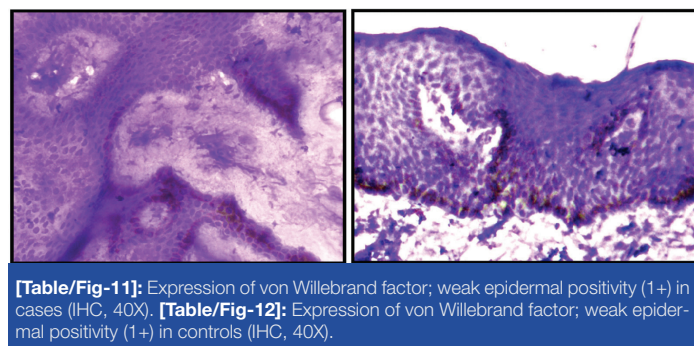 [Table/Fig-11]: Expression of von Willebrand factor; weak epidermal positivity (1+) in
cases (IHC, 40X). [Table/Fig-12]: Expression of von Willebrand factor; weak epider-
mal positivity (1+) in controls (IHC, 40X).